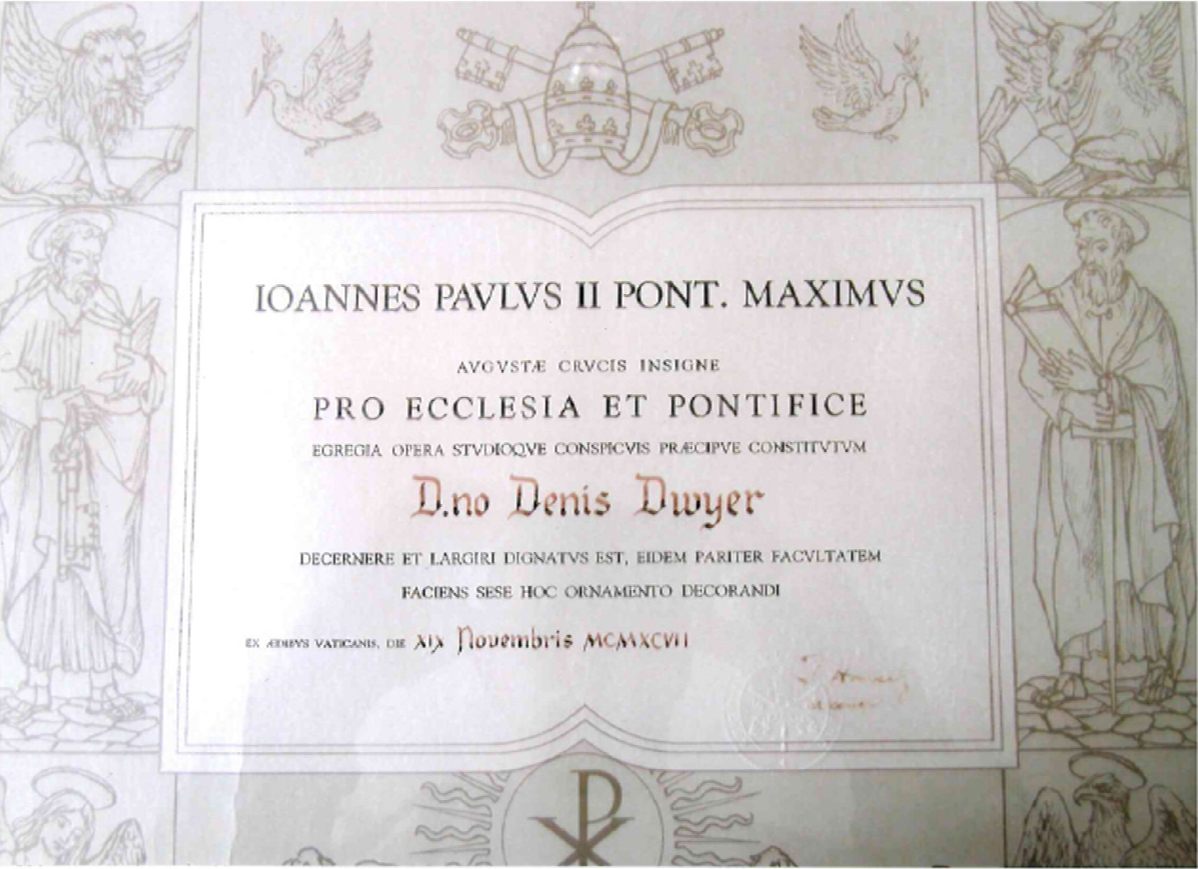 IOANNES PAVLVS II PONT. MAXIMVS
AVGVSTÆ CRVCIS INSIGNE
PRO ECCLESIA ET PONTIFICE
EGREGIA OPERA STVDIOQVE CONSPICVIS PRÆCIPVE CONSTITVTVM
D.no Denis Dwyer
DECERNERE ET LARGIRI DIGNATVS EST, EIDEM PARITER FACVLTATEM
FACIENS SESE HOC ORNAMENTO DECORANDI
EX ÆDIBVS VATICANIS, DIE XIX Novembris MCMXCVII